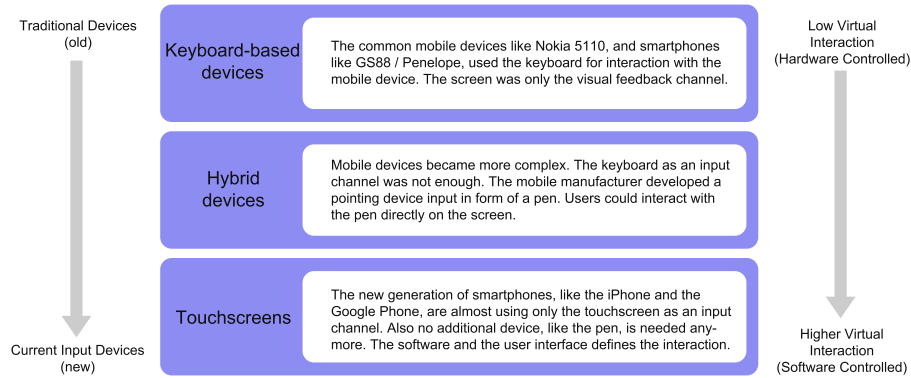 Traditional Devices
(old)
Current Input Devices
(new)
Keyboard-based
devices
The common mobile devices like Nokia 5110, and smartphones
like GS88 / Penelope, used the keyboard for interaction with the
mobile device. The screen was only the visual feedback channel.
Hybrid
devices
Mobile devices became more complex. The keyboard as an input
channel was not enough. The mobile manufacturer developed a
pointing device input in form of a pen. Users could interact with
the pen directly on the screen.
Touchscreens
The new generation of smartphones, like the iPhone and the
Google Phone, are almost using only the touchscreen as an input
channel. Also no additional device, like the pen, is needed any-
more. The software and the user interface defines the interaction.
Low Virtual
Interaction
(Hardware Controlled)
Higher Virtual
Interaction
(Software Controlled)